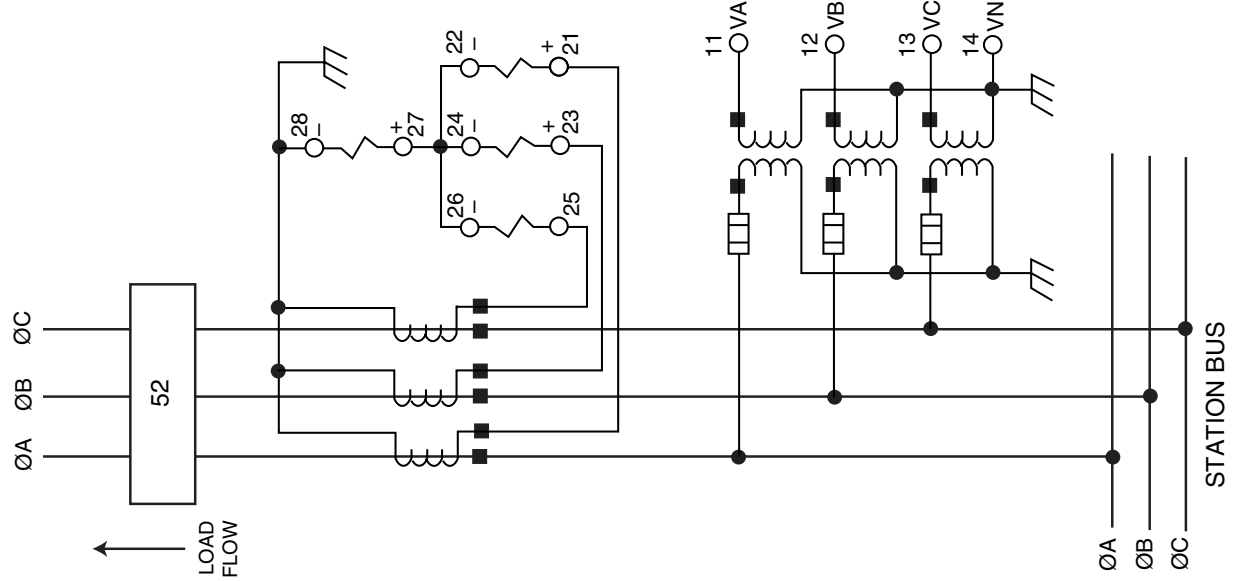 ØC
ØB
ØA
52
LOAD
FLOW
28
–
+
27
22
–
+
21
24
–
+
23
26
–
+
25
11 VA
12 VB
13 VC
14 VN
ØA
ØB
ØC
STATION BUS